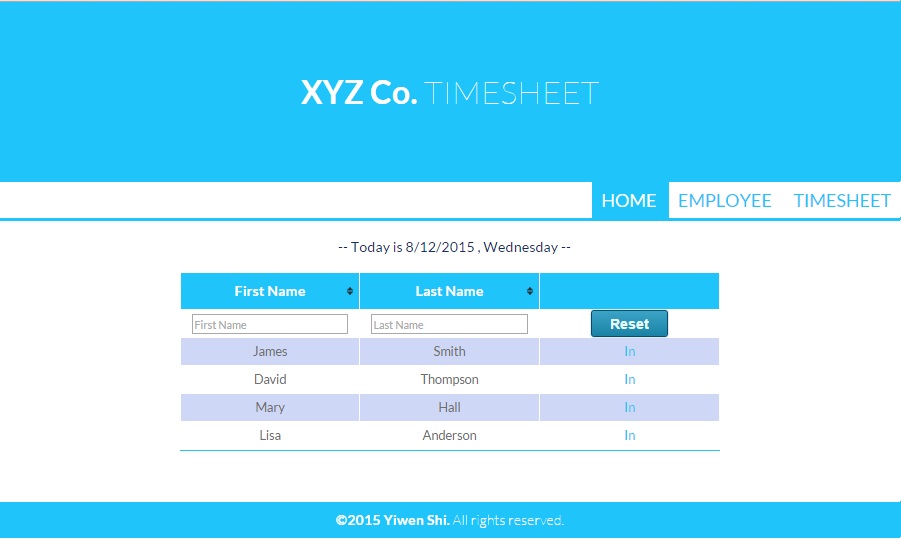 XYZ Co. TIMESHEET
HOME EMPLOYEE TIMESHEET
-- Today is 8/12/2015 , Wednesday --
First Name Last Name
First Name Last Name Reset
James Smith In
David Thompson In
Mary Hall In
Lisa Anderson In
©2015 Yiwen Shi. All rights reserved.